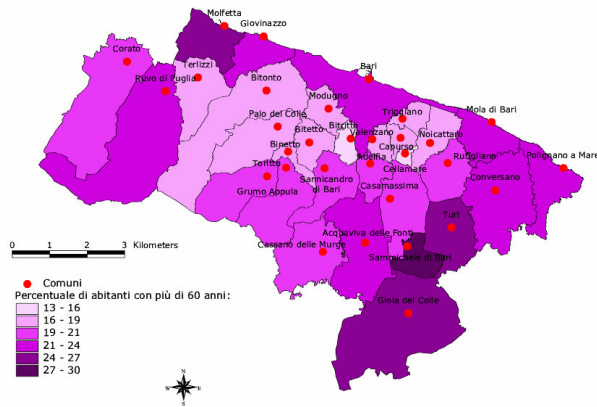 Molfetta
Giovinazzo
Corato
Terlizzi
Ruvo di Puglia
Bitonto
Bari
Modugno
Palo del Colle
Bitritto
Bitetto
Valenzano
Triggiano
Mola di Bari
Noicattaro
Capurso
Binetto
Toritto
Adelfia
Cellamare
Rutigliano
Polignano a Mare
Sannicandro
di Bari
Grumo Appula
Casamassima
Conversano
Turi
Acquaviva delle Fonti
Cassano delle Murge
Sammichele di Bari
Gioia del Colle
0 1 2 3 Kilometers
Comuni
Percentuale di abitanti con più di 60 anni:
13 - 16
16 - 19
19 - 21
21 - 24
24 - 27
27 - 30
N
W E
S